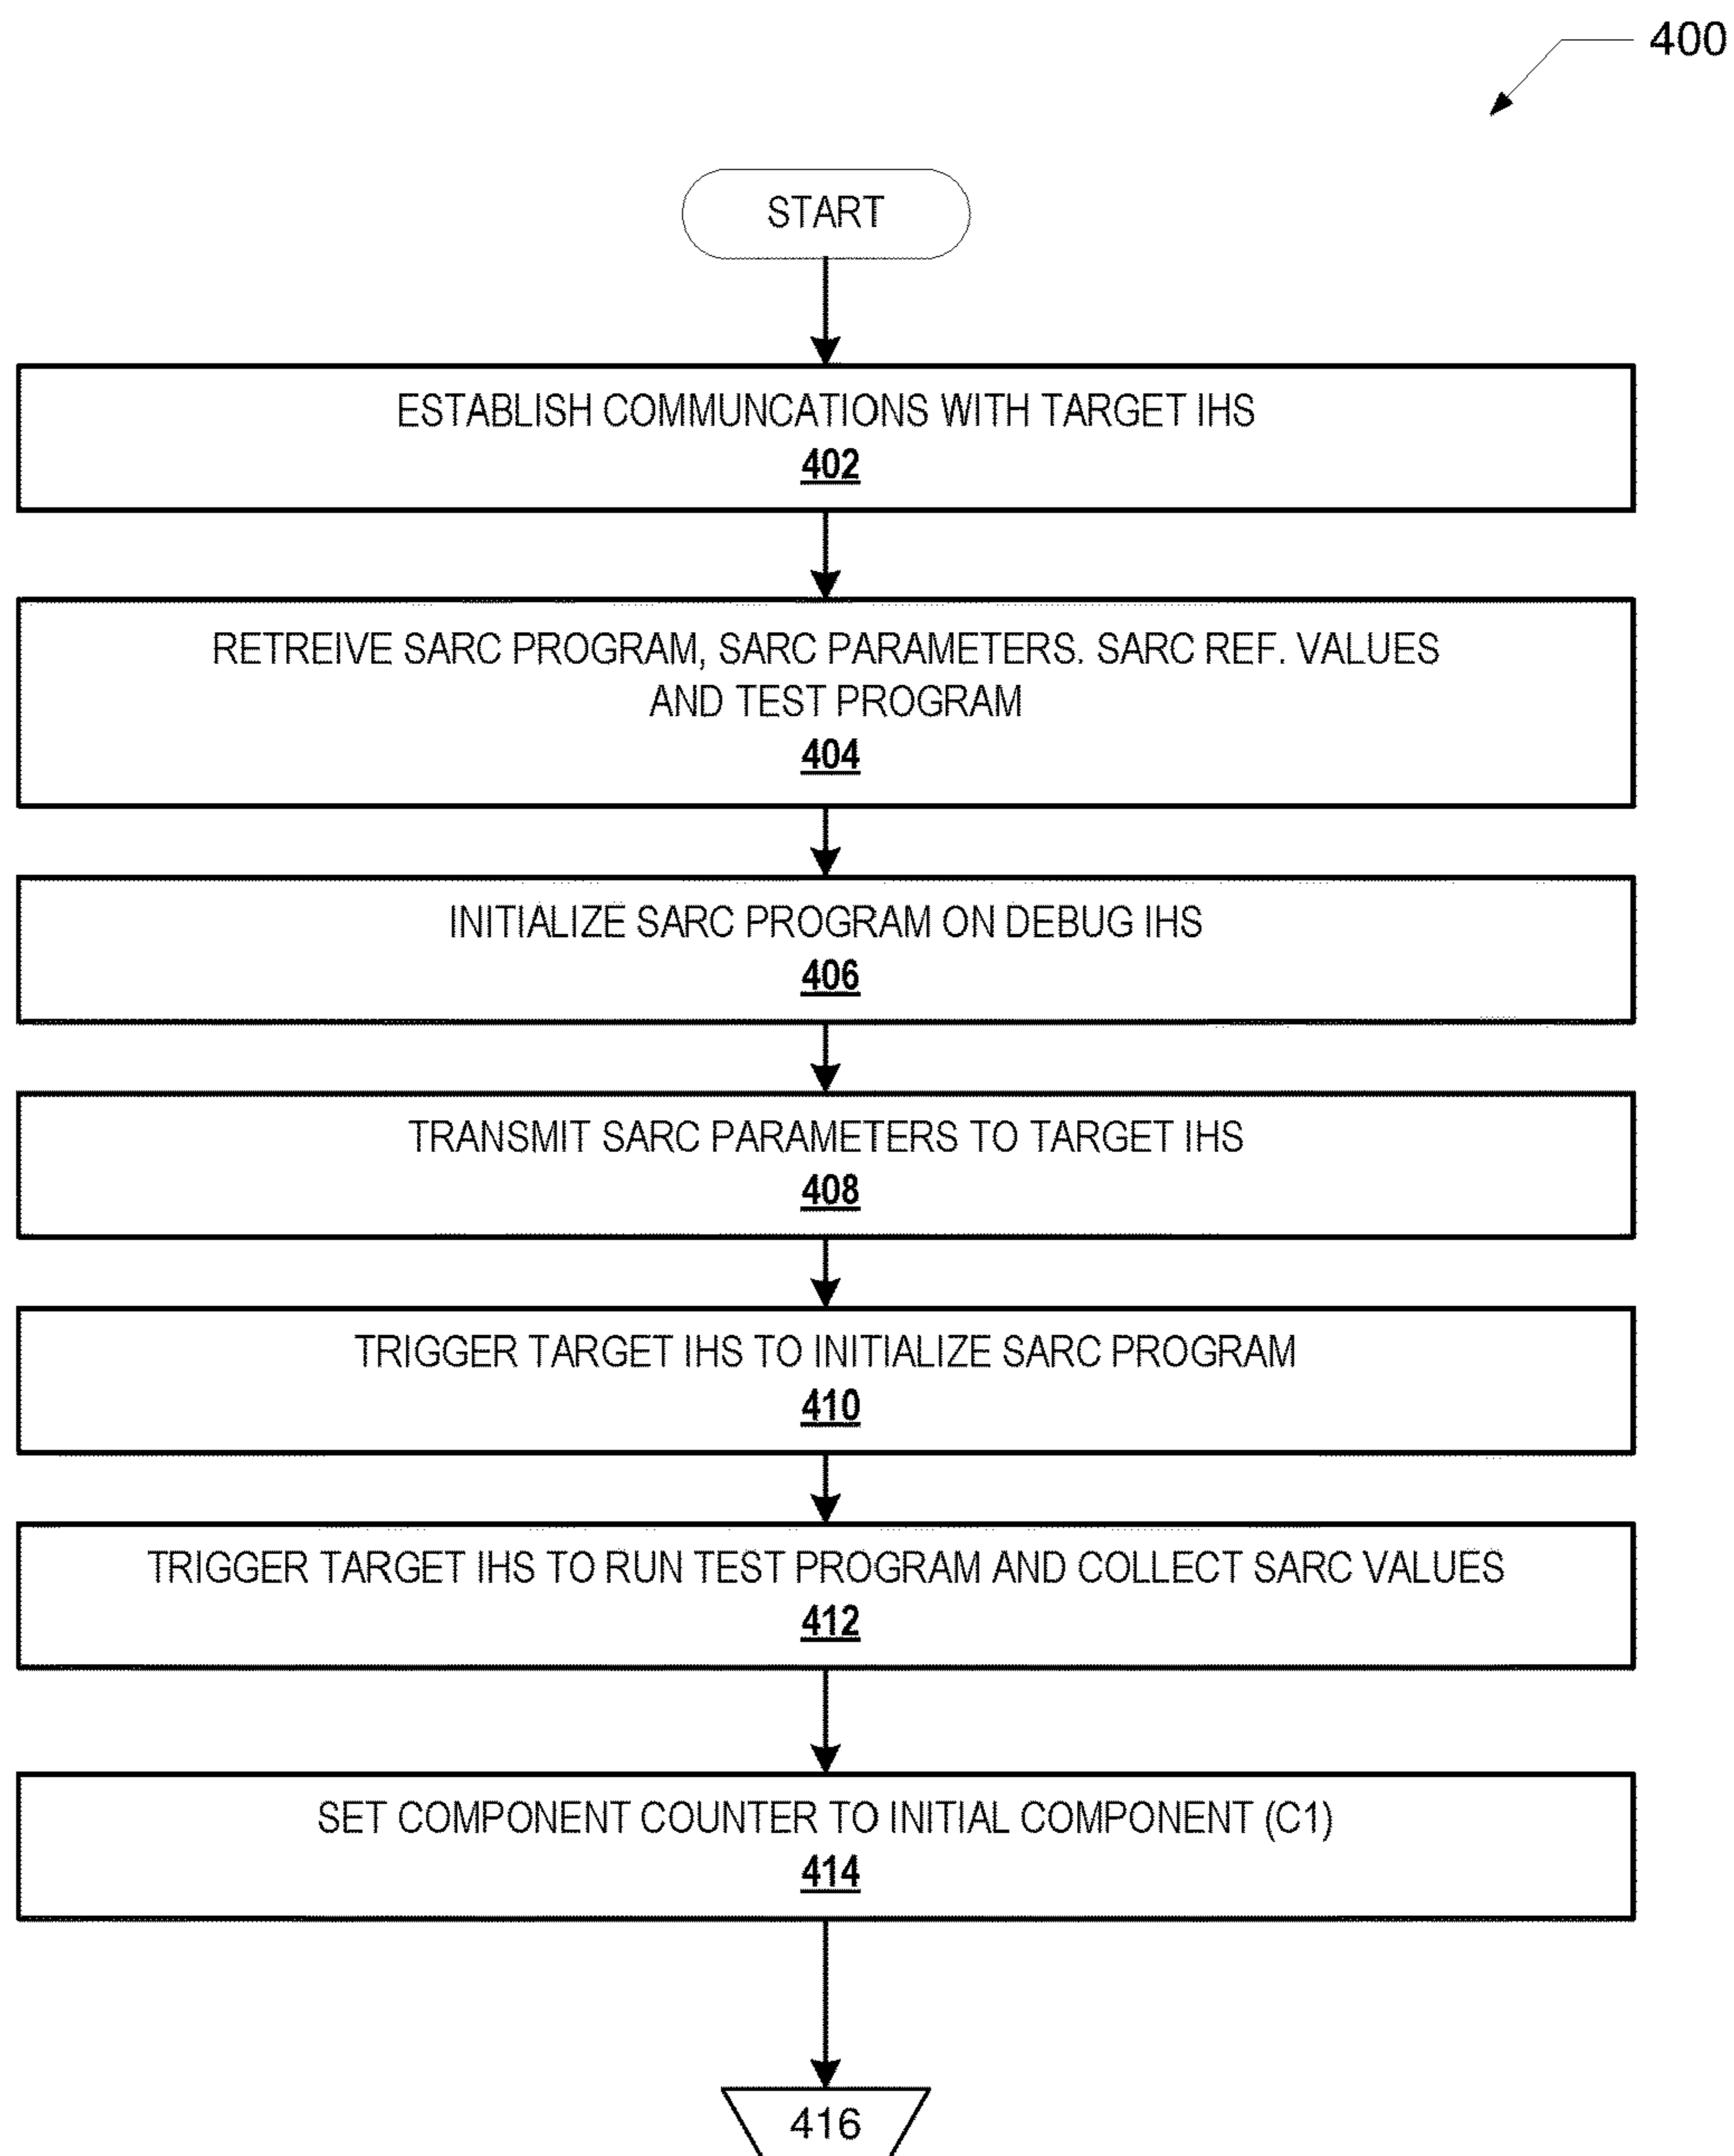 400
START
ESTABLISH COMMUNCATIONS WITH TARGET IHS
402
RETREIVE SARC PROGRAM, SARC PARAMETERS. SARC REF. VALUES
AND TEST PROGRAM
404
INITIALIZE SARC PROGRAM ON DEBUG IHS
406
TRANSMIT SARC PARAMETERS TO TARGET IHS
408
TRIGGER TARGET IHS TO INITIALIZE SARC PROGRAM
410
TRIGGER TARGET IHS TO RUN TEST PROGRAM AND COLLECT SARC VALUES
412
SET COMPONENT COUNTER TO INITIAL COMPONENT (C1)
414
416